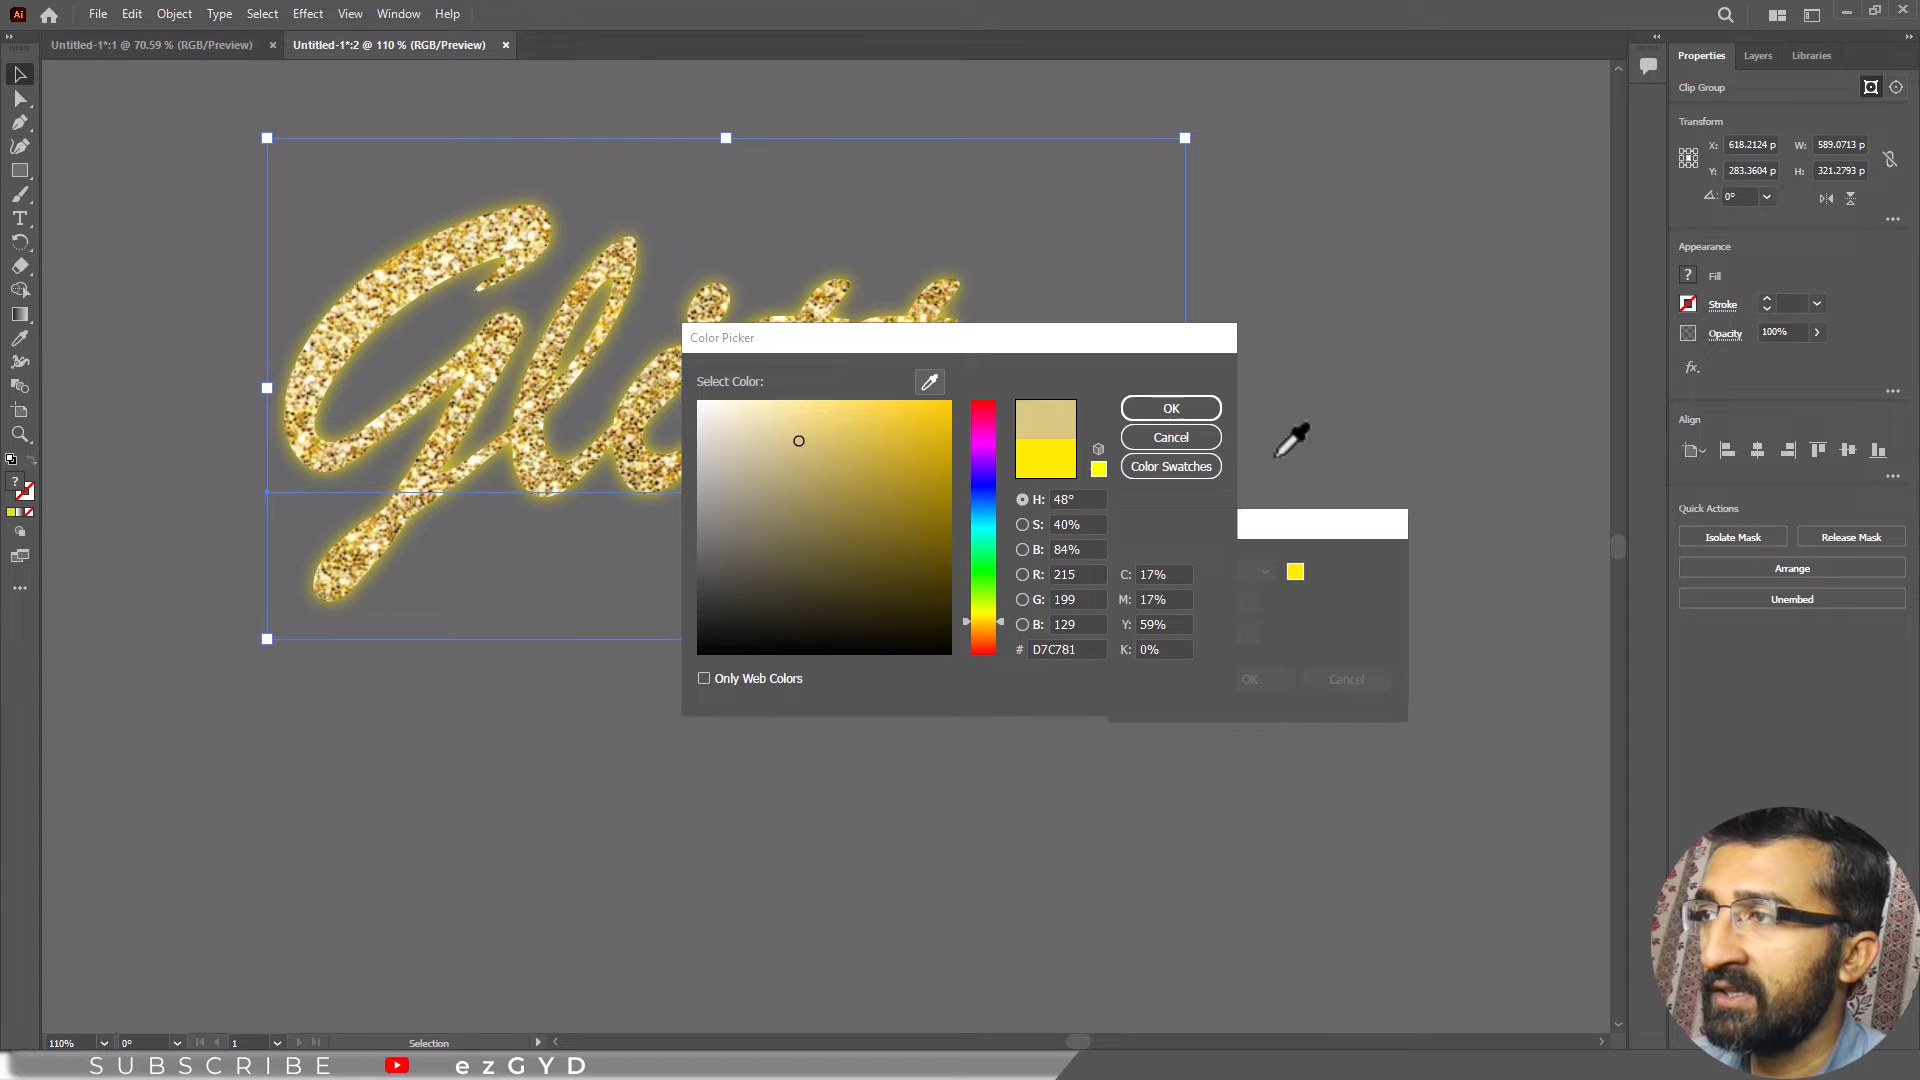 Ai File Edit Object Type Select Effect View Window Help
Untitled-1*:1 @ 70.59 % (RGB/Preview) × Untitled-1*:2 @ 110 % (RGB/Preview) ×
Properties Layers Libraries
Clip Group
Transform
X: 618.2124 p W: 589.0713 p
Y: 283.3604 p H: 321.2793 p
0°
Appearance
? Fill
Stroke
Opacity 100%
fx.
Align
Quick Actions
Isolate Mask Release Mask
Arrange
Unembed
Color Picker
Select Color:
OK
Cancel
Color Swatches
H: 48°
S: 40%
B: 84%
R: 215 C: 17%
G: 199 M: 17%
B: 129 Y: 59%
# D7C781 K: 0%
Only Web Colors
OK Cancel
?
110% 0° 1 Selection
SUBSCRIBE ezGYD